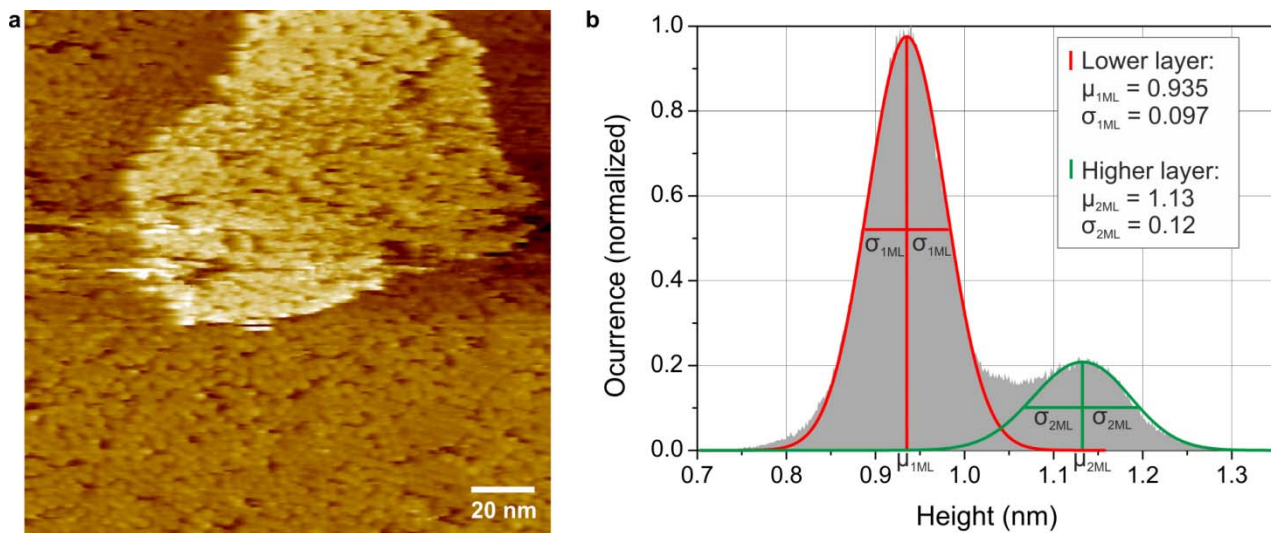 a
20 nm
b
Ocurrence (normalized)
1.0
0.8
0.6
0.4
0.2
0.0
1.0
Lower layer:
μ1ML = 0.935
σ1ML = 0.097
Higher layer:
μ2ML = 1.13
σ2ML = 0.12
σ1ML σ1ML
σ2ML σ2ML
μ1ML μ2ML
0.7 0.8 0.9 1.0 1.1 1.2 1.3
Height (nm)